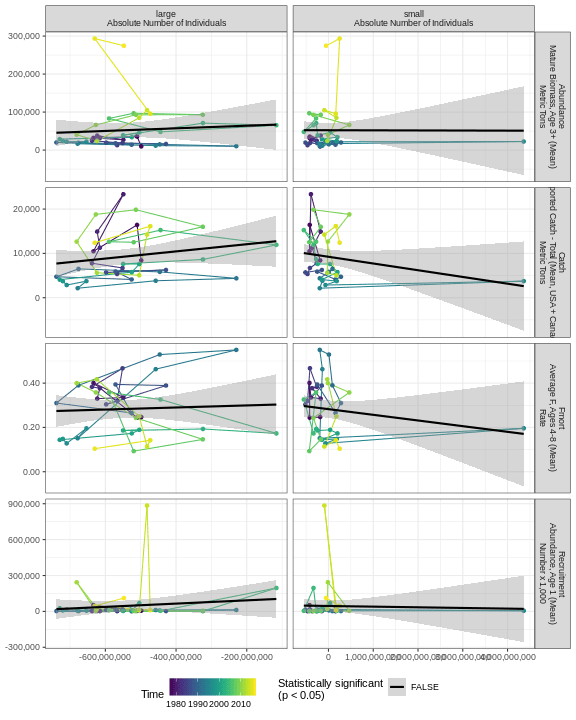 large
Absolute Number of Individuals
small
Absolute Number of Individuals
300,000
200,000
100,000
0
Abundance
Mature Biomass, Age 3+ (Mean)
Metric Tons
20,000
10,000
0
Catch
ported Catch - Total (Mean, USA + Cana
Metric Tons
0.40
0.20
0.00
Fmort
Average F, Ages 4-8 (Mean)
Rate
900,000
600,000
300,000
0
-300,000
Recruitment
Abundance, Age 1 (Mean)
Number x 1,000
-600,000,000
-400,000,000
-200,000,000
0
1,000,000,000
2,000,000,000
3,000,000,000
4,000,000,000
Time
1980 1990 2000 2010
Statistically significant
(p < 0.05)
FALSE